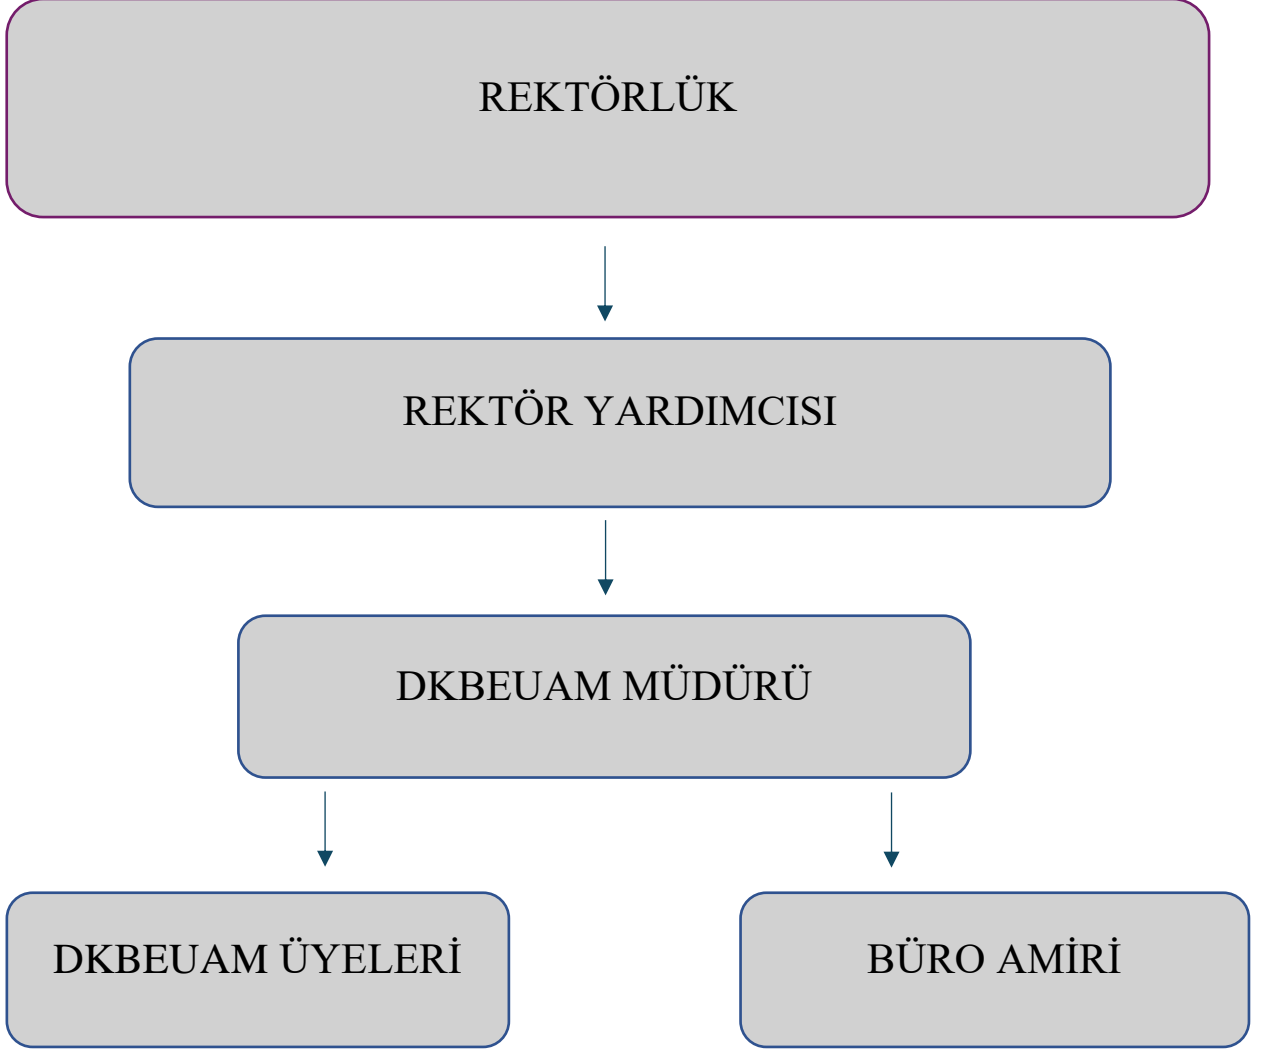 REKTÖRLÜK
REKTÖR YARDIMCISI
DKBEUAM MÜDÜRÜ
DKBEUAM ÜYELERİ
BÜRO AMİRİ